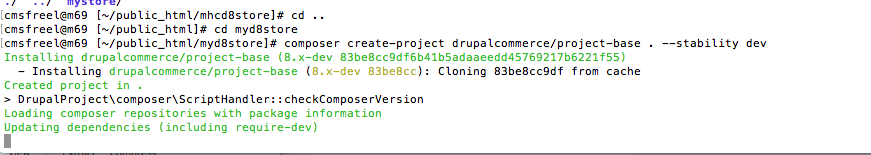 ./ ../ mystore/
[cmsfreel@m69 [~/public_html/mhcd8store]# cd ..
[cmsfreel@m69 [~/public_html]# cd myd8store
[cmsfreel@m69 [~/public_html/myd8store]# composer create-project drupalcommerce/project-base . --stability dev
Installing drupalcommerce/project-base (8.x-dev 83be8cc9df6b41b5adaaeedd45769217b6221f55)
  - Installing drupalcommerce/project-base (8.x-dev 83be8cc): Cloning 83be8cc9df from cache
Created project in .
> DrupalProject\composer\ScriptHandler::checkComposerVersion
Loading composer repositories with package information
Updating dependencies (including require-dev)